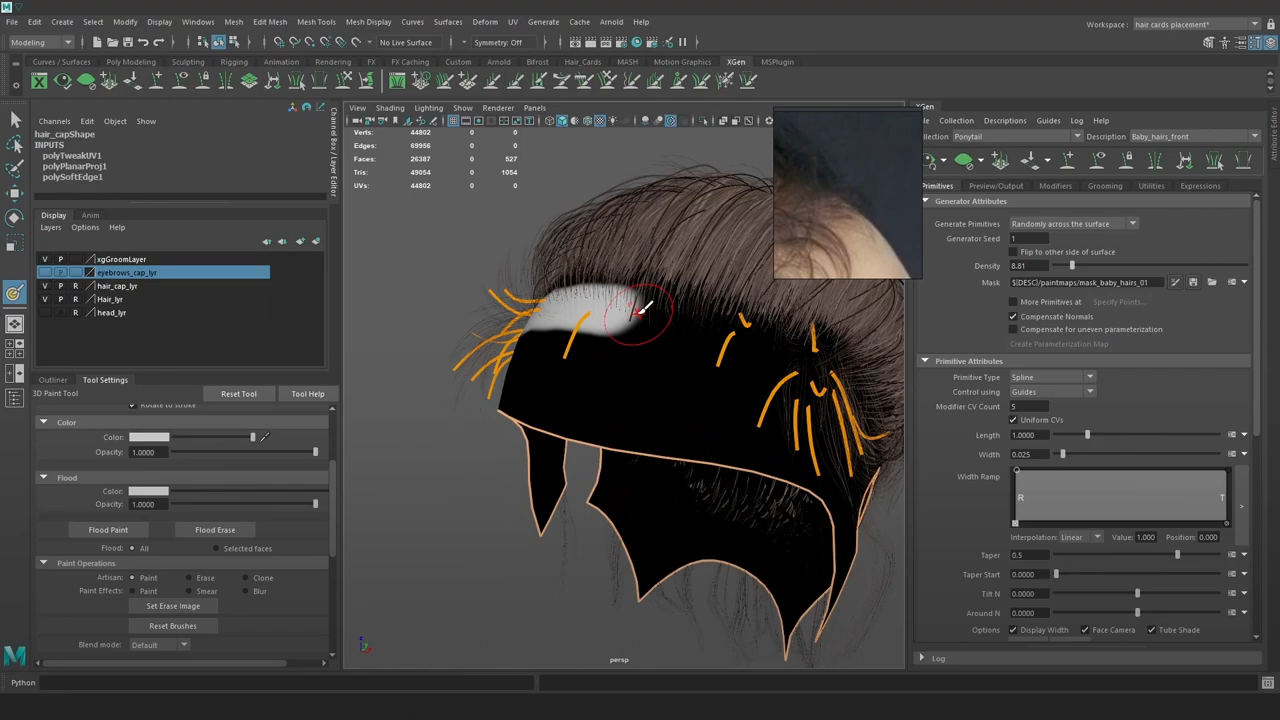 File Edit Create Select Modify Display Windows Mesh Edit Mesh Mesh Tools Mesh Display Curves Surfaces Deform UV Generate Cache Arnold Help
Workspace : hair cards placement*
Modeling No Live Surface Symmetry: Off
Curves / Surfaces Poly Modeling Sculpting Rigging Animation Rendering FX FX Caching Custom Arnold Bifrost Hair_Cards MASH Motion Graphics XGen MSPlugin
Channels Edit Object Show
hair_capShape
INPUTS
polyTweakUV1
polyPlanarProj1
polySoftEdge1
Display Anim
Layers Options Help
V P xgGroomLayer
P eyebrows_cap_lyr
V P R hair_cap_lyr
V P R Hair_lyr
R head_lyr
Channel Box / Layer Editor
Outliner Tool Settings
3D Paint Tool Reset Tool Tool Help
Rotate to stroke
Color
Color:
Opacity: 1.0000
Flood
Color:
Opacity: 1.0000
Flood Paint Flood Erase
Flood: All Selected faces
Paint Operations
Artisan: Paint Erase Clone
Paint Effects: Paint Smear Blur
Set Erase Image
Reset Brushes
Blend mode: Default
View Shading Lighting Show Renderer Panels
Verts: 44802 0 0
Edges: 69956 0 0
Faces: 26387 527 0
Tris: 49054 1054 0
UVs: 44802 0 0
persp
XGen
Collection Descriptions Guides Log Help
Ponytail Description Baby_hairs_front
Primitives Preview/Output Modifiers Grooming Utilities Expressions
Generator Attributes
Generate Primitives Randomly across the surface
Generator Seed 1
Flip to other side of surface
Density 8.81
Mask ${DESC}/paintmaps/mask_baby_hairs_01
More Primitives at Specify Points...
Compensate Normals
Compensate for uneven parameterization
Create Parameterization Map
Primitive Attributes
Primitive Type Spline
Control using Guides
Modifier CV Count 5
Uniform CVs
Length 1.0000
Width 0.025
Width Ramp R T
Interpolation: Linear Value: 1.000 Position: 0.000
Taper 0.5
Taper Start 0.0000
Tilt N 0.0000
Around N 0.0000
Options Display Width Face Camera Tube Shade
Log
Attribute Editor
Python